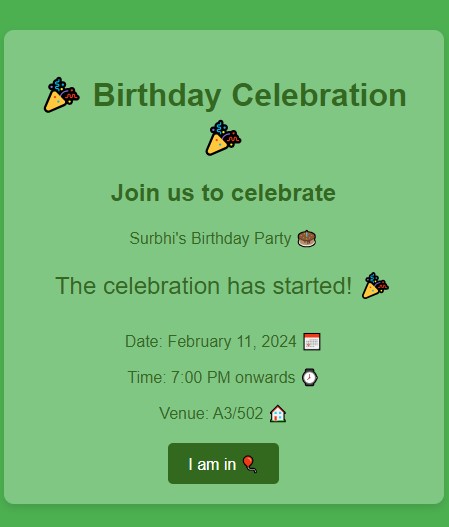 🎉 Birthday Celebration
🎉
Join us to celebrate
Surbhi's Birthday Party 🎂
The celebration has started! 🎉
Date: February 11, 2024 📅
Time: 7:00 PM onwards ⌚
Venue: A3/502 🏠
I am in 🎈